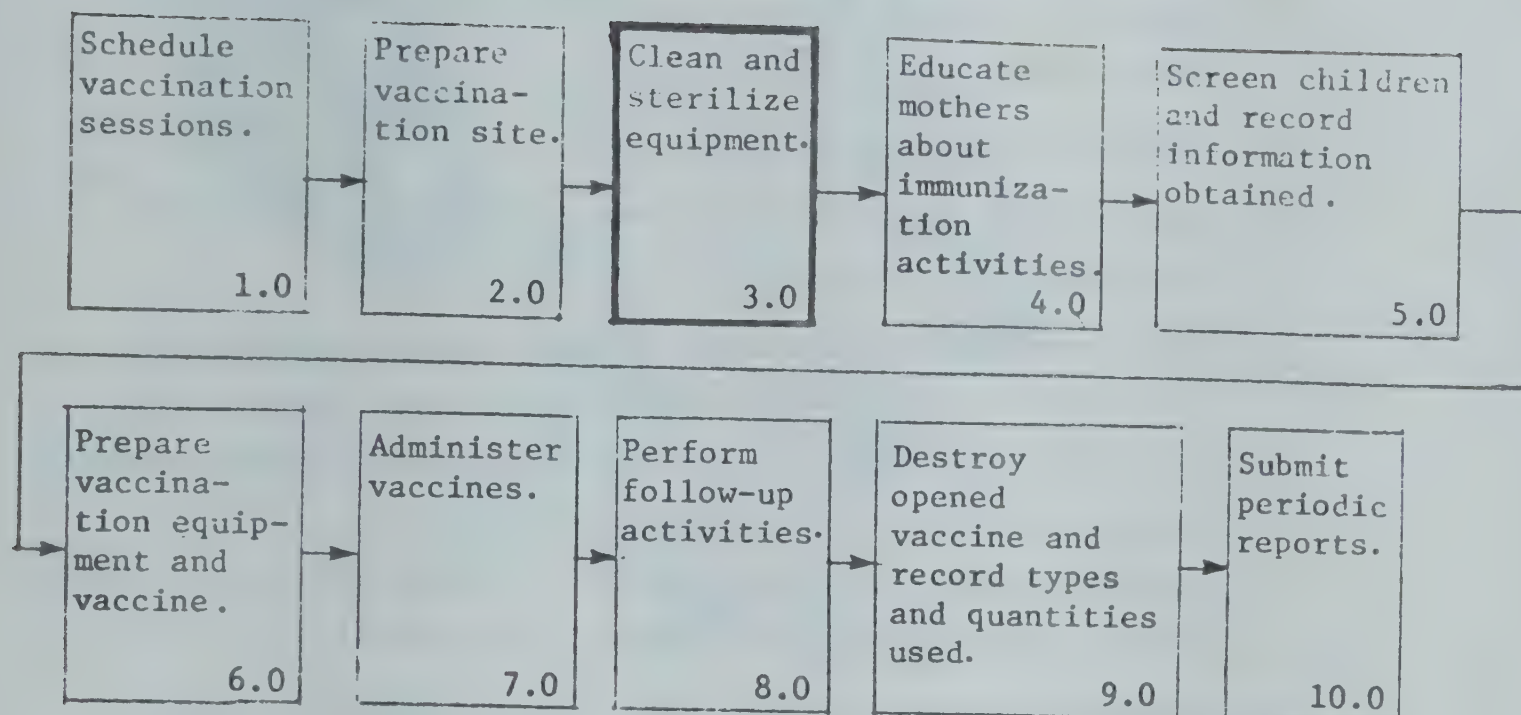 Schedule
vaccination
sessions.
1.0
Prepare
vaccina-
tion site.
2.0
Clean and
sterilize
equipment.
3.0
Educate
mothers
about
immuniza-
tion
activities.
4.0
Screen children
and record
information
obtained.
5.0
Prepare
vaccina-
tion equip-
ment and
vaccine.
6.0
Administer
vaccines.
7.0
Perform
follow-up
activities.
8.0
Destroy
opened
vaccine and
record types
and quantities
used.
9.0
Submit
periodic
reports.
10.0